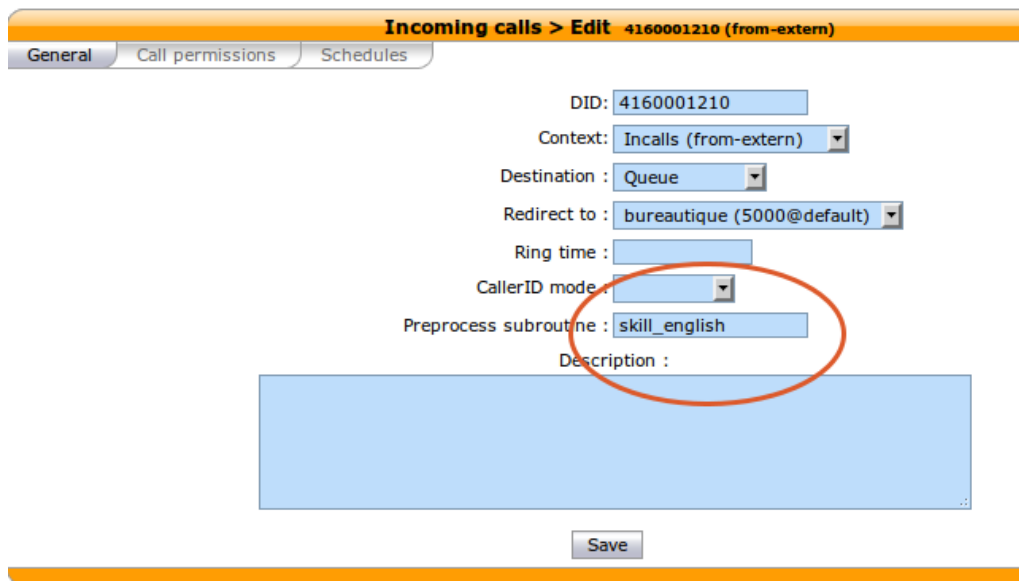 Incoming calls > Edit 4160001210 (from-extern)
General Call permissions Schedules
DID: 4160001210
Context: Incalls (from-extern)
Destination : Queue
Redirect to : bureautique (5000@default)
Ring time :
CallerID mode :
Preprocess subroutine : skill_english
Description :
Save